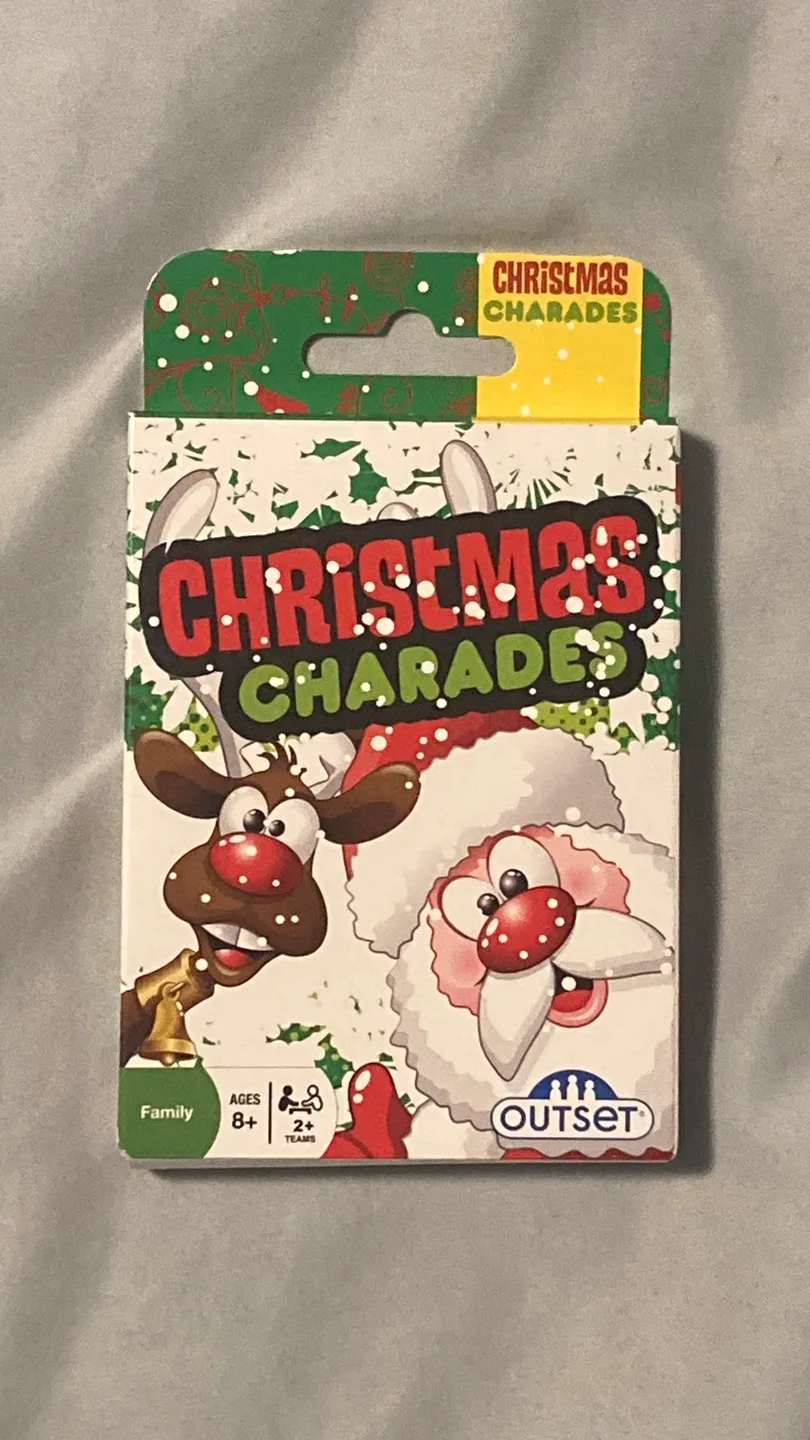 CHRiStMaS
CHARADES
CHRiStMaS
CHARADES
Family
AGES
8+
2+
TEAMS
OUTSET®